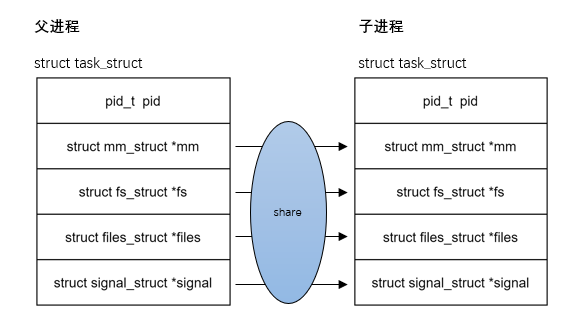 父进程
子进程
struct task_struct
struct task_struct
pid_t pid
pid_t pid
struct mm_struct *mm
struct mm_struct *mm
struct fs_struct *fs
struct fs_struct *fs
share
struct files_struct *files
struct files_struct *files
struct signal_struct *signal
struct signal_struct *signal